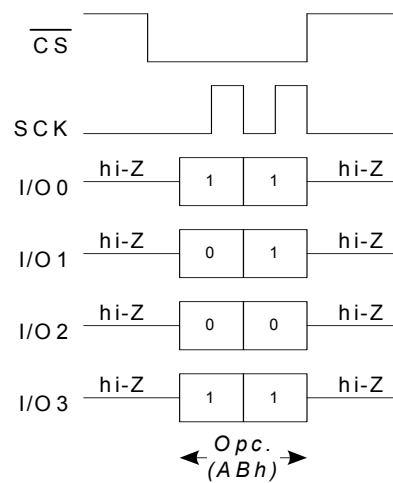 CS
SCK
hi-Z hi-Z
I/O 0 1 1
hi-Z hi-Z
I/O 1 0 1
hi-Z hi-Z
I/O 2 0 0
hi-Z hi-Z
I/O 3 1 1
Opc.
(ABh)